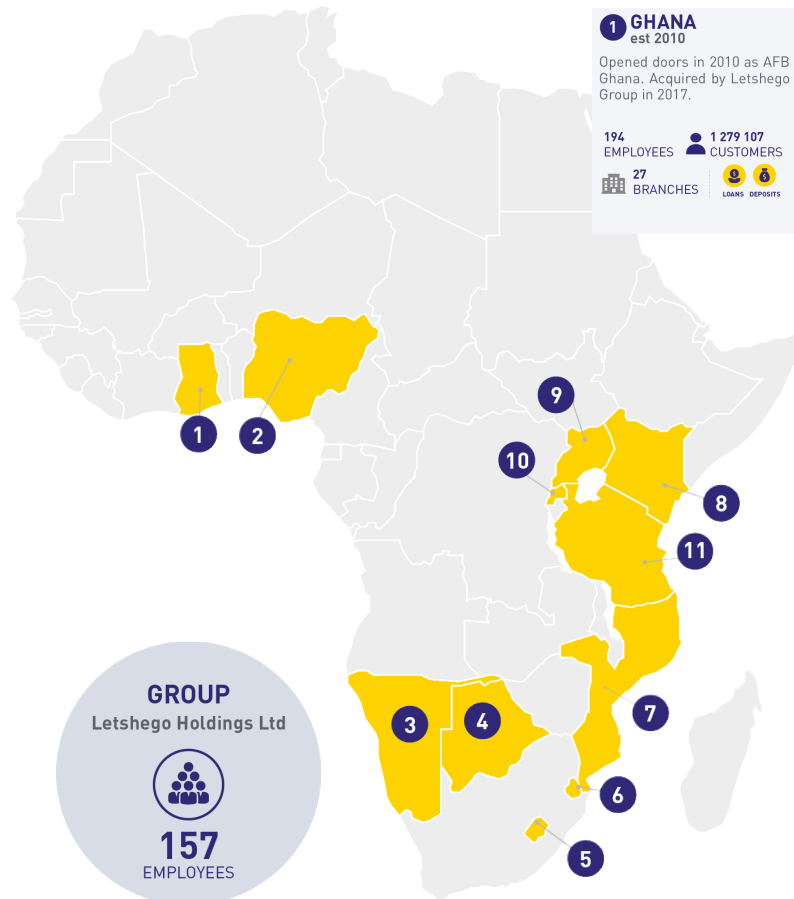 1 GHANA
est 2010
Opened doors in 2010 as AFB
Ghana. Acquired by Letshego
Group in 2017.
194
EMPLOYEES
1 279 107
CUSTOMERS
27
BRANCHES
LOANS DEPOSITS
1
2
9
10
8
11
3
4
7
6
5
GROUP
Letshego Holdings Ltd
157
EMPLOYEES